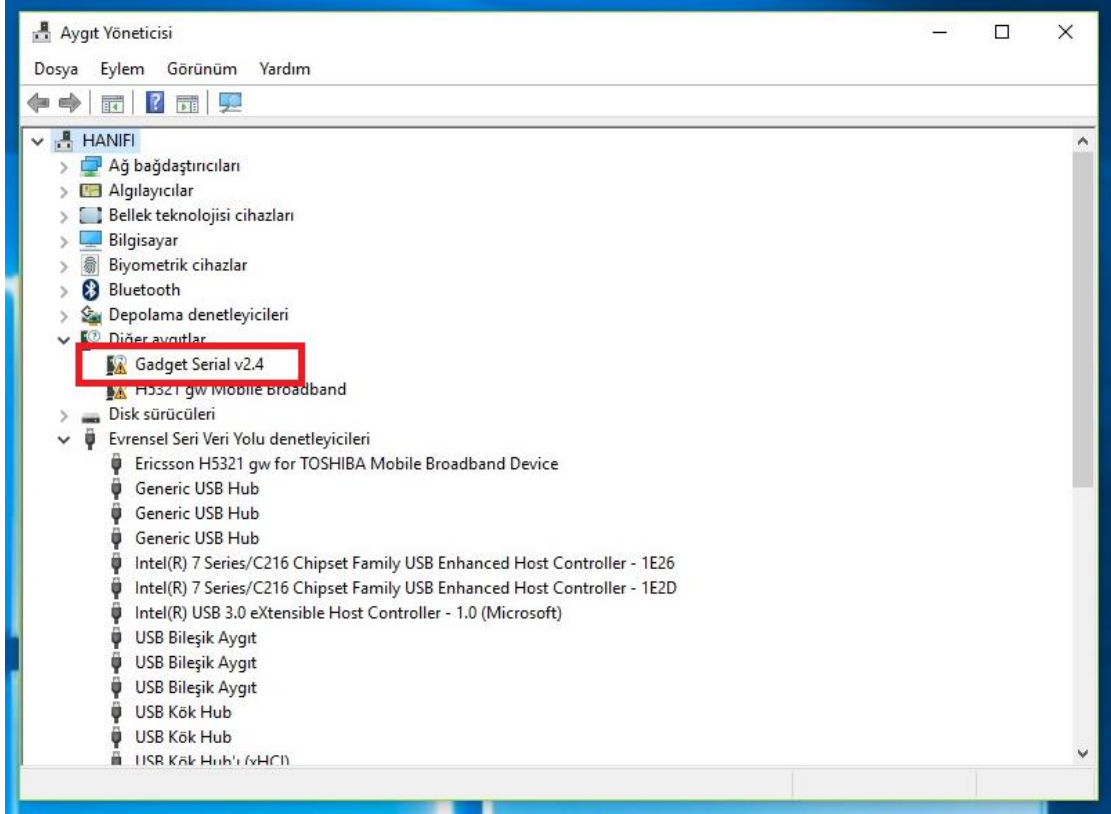 Aygıt Yöneticisi
Dosya Eylem Görünüm Yardım
HANIFI
Ağ bağdaştırıcıları
Algılayıcılar
Bellek teknolojisi cihazları
Bilgisayar
Biyometrik cihazlar
Bluetooth
Depolama denetleyicileri
Diğer aygıtlar
Gadget Serial v2.4
H5321 gw Mobile Broadband
Disk sürücüleri
Evrensel Seri Veri Yolu denetleyicileri
Ericsson H5321 gw for TOSHIBA Mobile Broadband Device
Generic USB Hub
Generic USB Hub
Generic USB Hub
Intel(R) 7 Series/C216 Chipset Family USB Enhanced Host Controller - 1E26
Intel(R) 7 Series/C216 Chipset Family USB Enhanced Host Controller - 1E2D
Intel(R) USB 3.0 eXtensible Host Controller - 1.0 (Microsoft)
USB Bileşik Aygıt
USB Bileşik Aygıt
USB Bileşik Aygıt
USB Kök Hub
USB Kök Hub
USB Kök Hub'ı (xHCI)